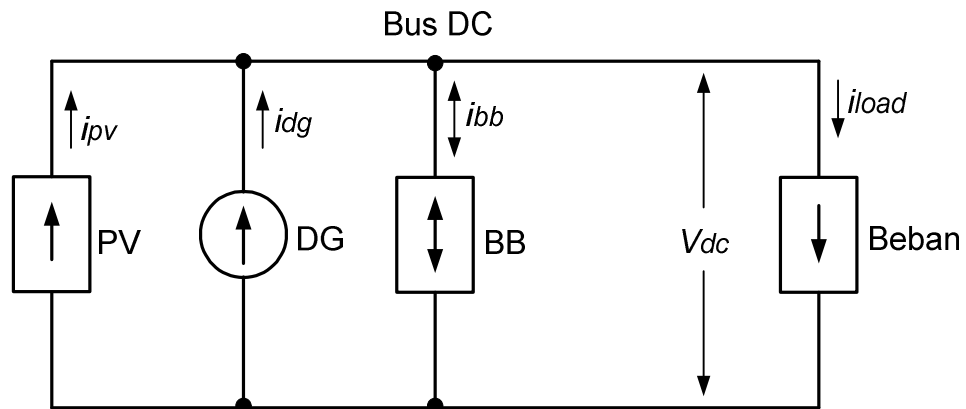 Bus DC
ipv
idg
ibb
iload
PV
DG
BB
Vdc
Beban